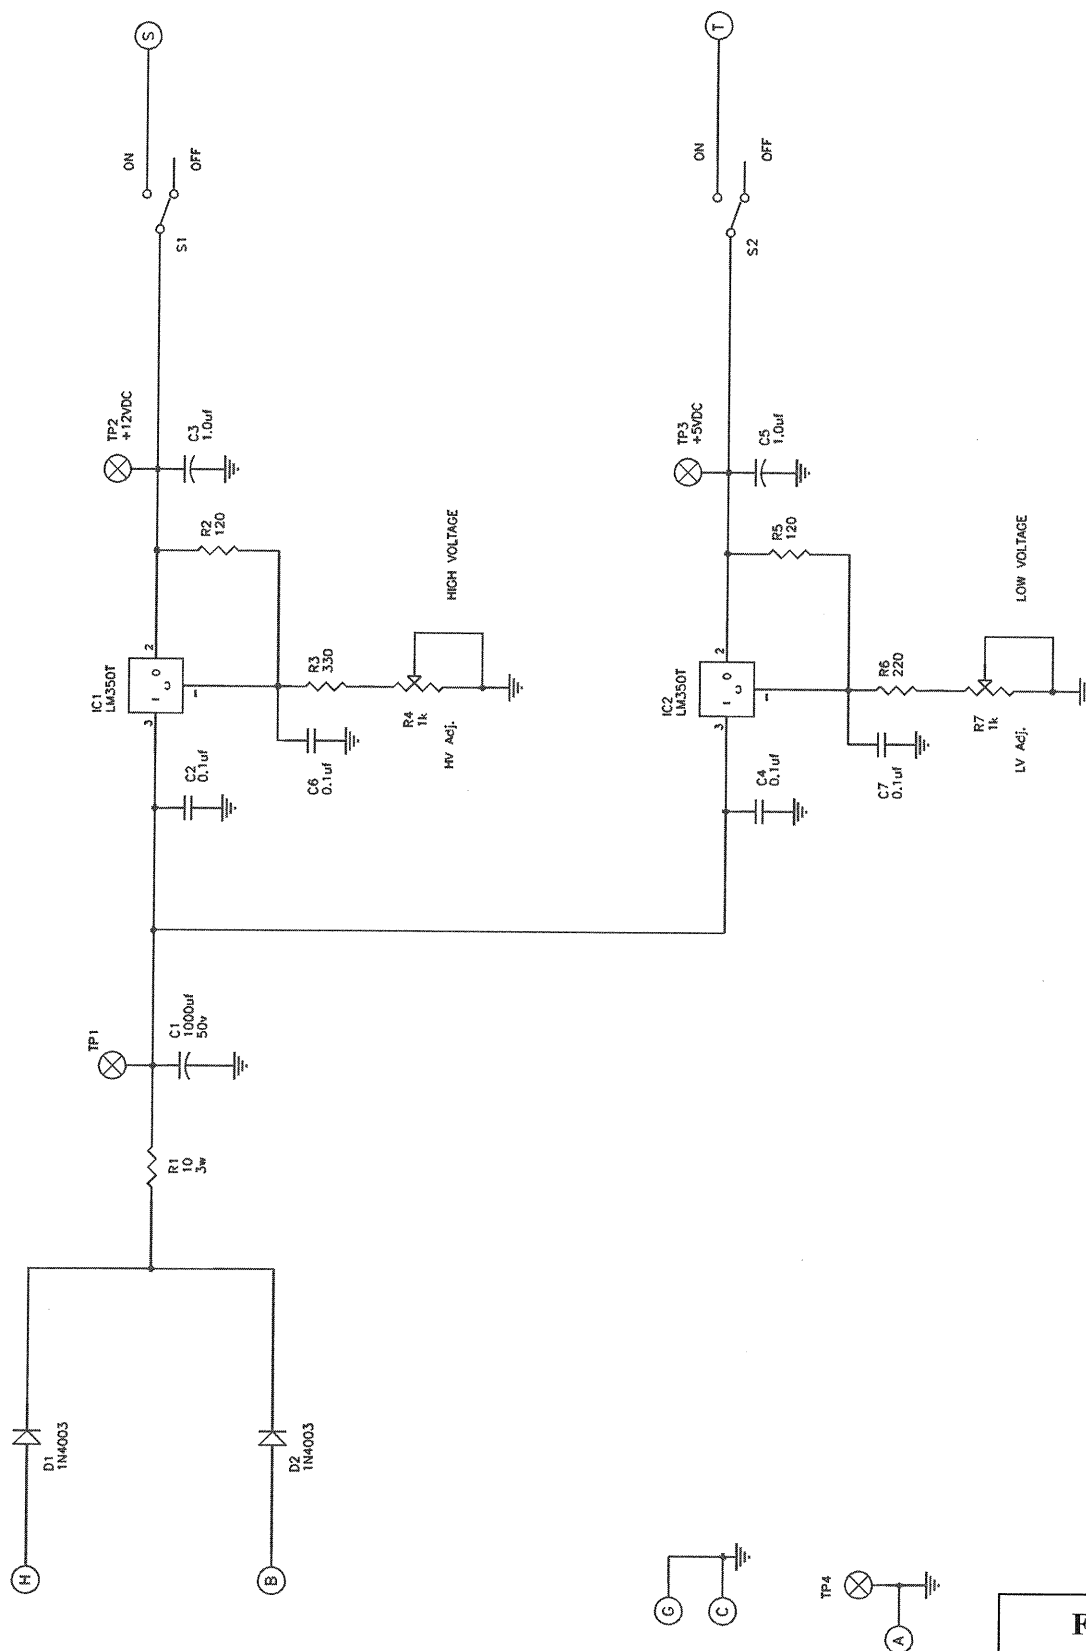 H
D1
1N4003
B
D2
1N4003
R1
10
3w
TP1
C1
1000uf
50v
C2
0.1uf
IC1
LM350T
3
I
O
C
2
1
C6
0.1uf
R3
330
R4
1k
HV Adj.
HIGH VOLTAGE
R2
120
TP2
+12VDC
C3
1.0uf
S1
ON
OFF
S
C4
0.1uf
IC2
LM350T
3
I
O
C
2
1
C7
0.1uf
R6
220
R7
1k
LV Adj.
LOW VOLTAGE
R5
120
TP3
+5VDC
C5
1.0uf
S2
ON
OFF
T
G
C
TP4
A
F